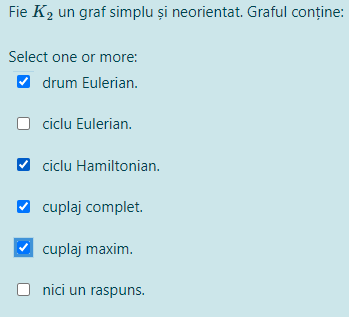 Fie K₂ un graf simplu și neorientat. Graful conține:
Select one or more:
drum Eulerian.
ciclu Eulerian.
ciclu Hamiltonian.
cuplaj complet.
cuplaj maxim.
nici un raspuns.